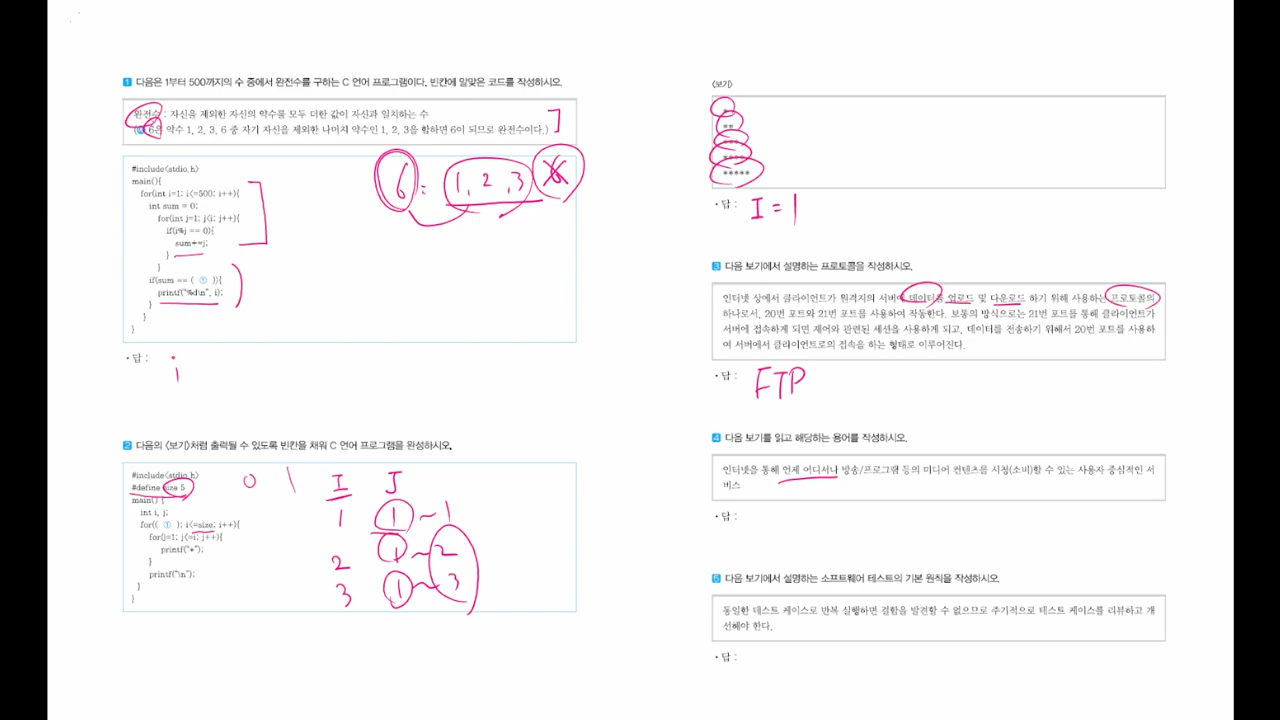 1 다음은 1부터 500까지의 수 중에서 완전수를 구하는 C 언어 프로그램이다. 빈칸에 알맞은 코드를 작성하시오.
완전수 : 자신을 제외한 자신의 약수를 모두 더한 값이 자신과 일치하는 수
6은 약수 1, 2, 3, 6 중 자기 자신을 제외한 나머지 약수인 1, 2, 3을 합하면 6이 되므로 완전수이다.)
#include<stdio.h>
main(){
for(int i=1; i<=500; i++){
int sum = 0;
for(int j=1; j<i; j++){
if(i%j == 0){
sum+=j;
}
}
if(sum == ( ① )){
printf("%d\n", i);
}
}
}
6 : 1, 2, 3 6
• 답 : i
2 다음의 <보기>처럼 출력될 수 있도록 빈칸을 채워 C 언어 프로그램을 완성하시오.
#include<stdio.h>
#define size 5
main() {
int i, j;
for(( ① ); i<=size; i++){
for(j=1; j<=i; j++){
printf("*");
}
printf("\n");
}
}
0 1 I J
1 1 ~ 1
2 1 ~ 2
3 1 ~ 3
<보기>
*
**
***
****
*****
• 답 : I = 1
3 다음 보기에서 설명하는 프로토콜을 작성하시오.
인터넷 상에서 클라이언트가 원격지의 서버에 데이터를 업로드 및 다운로드 하기 위해 사용하는 프로토콜의
하나로서, 20번 포트와 21번 포트를 사용하여 작동한다. 보통의 방식으로는 21번 포트를 통해 클라이언트가
서버에 접속하게 되면 제어와 관련된 세션을 사용하게 되고, 데이터를 전송하기 위해서 20번 포트를 사용하
여 서버에서 클라이언트로의 접속을 하는 형태로 이루어진다.
• 답 : FTP
4 다음 보기를 읽고 해당하는 용어를 작성하시오.
인터넷을 통해 언제 어디서나 방송/프로그램 등의 미디어 컨텐츠를 시청(소비)할 수 있는 사용자 중심적인 서
비스
• 답 :
5 다음 보기에서 설명하는 소프트웨어 테스트의 기본 원칙을 작성하시오.
동일한 테스트 케이스로 반복 실행하면 결함을 발견할 수 없으므로 주기적으로 테스트 케이스를 리뷰하고 개
선해야 한다.
• 답 :